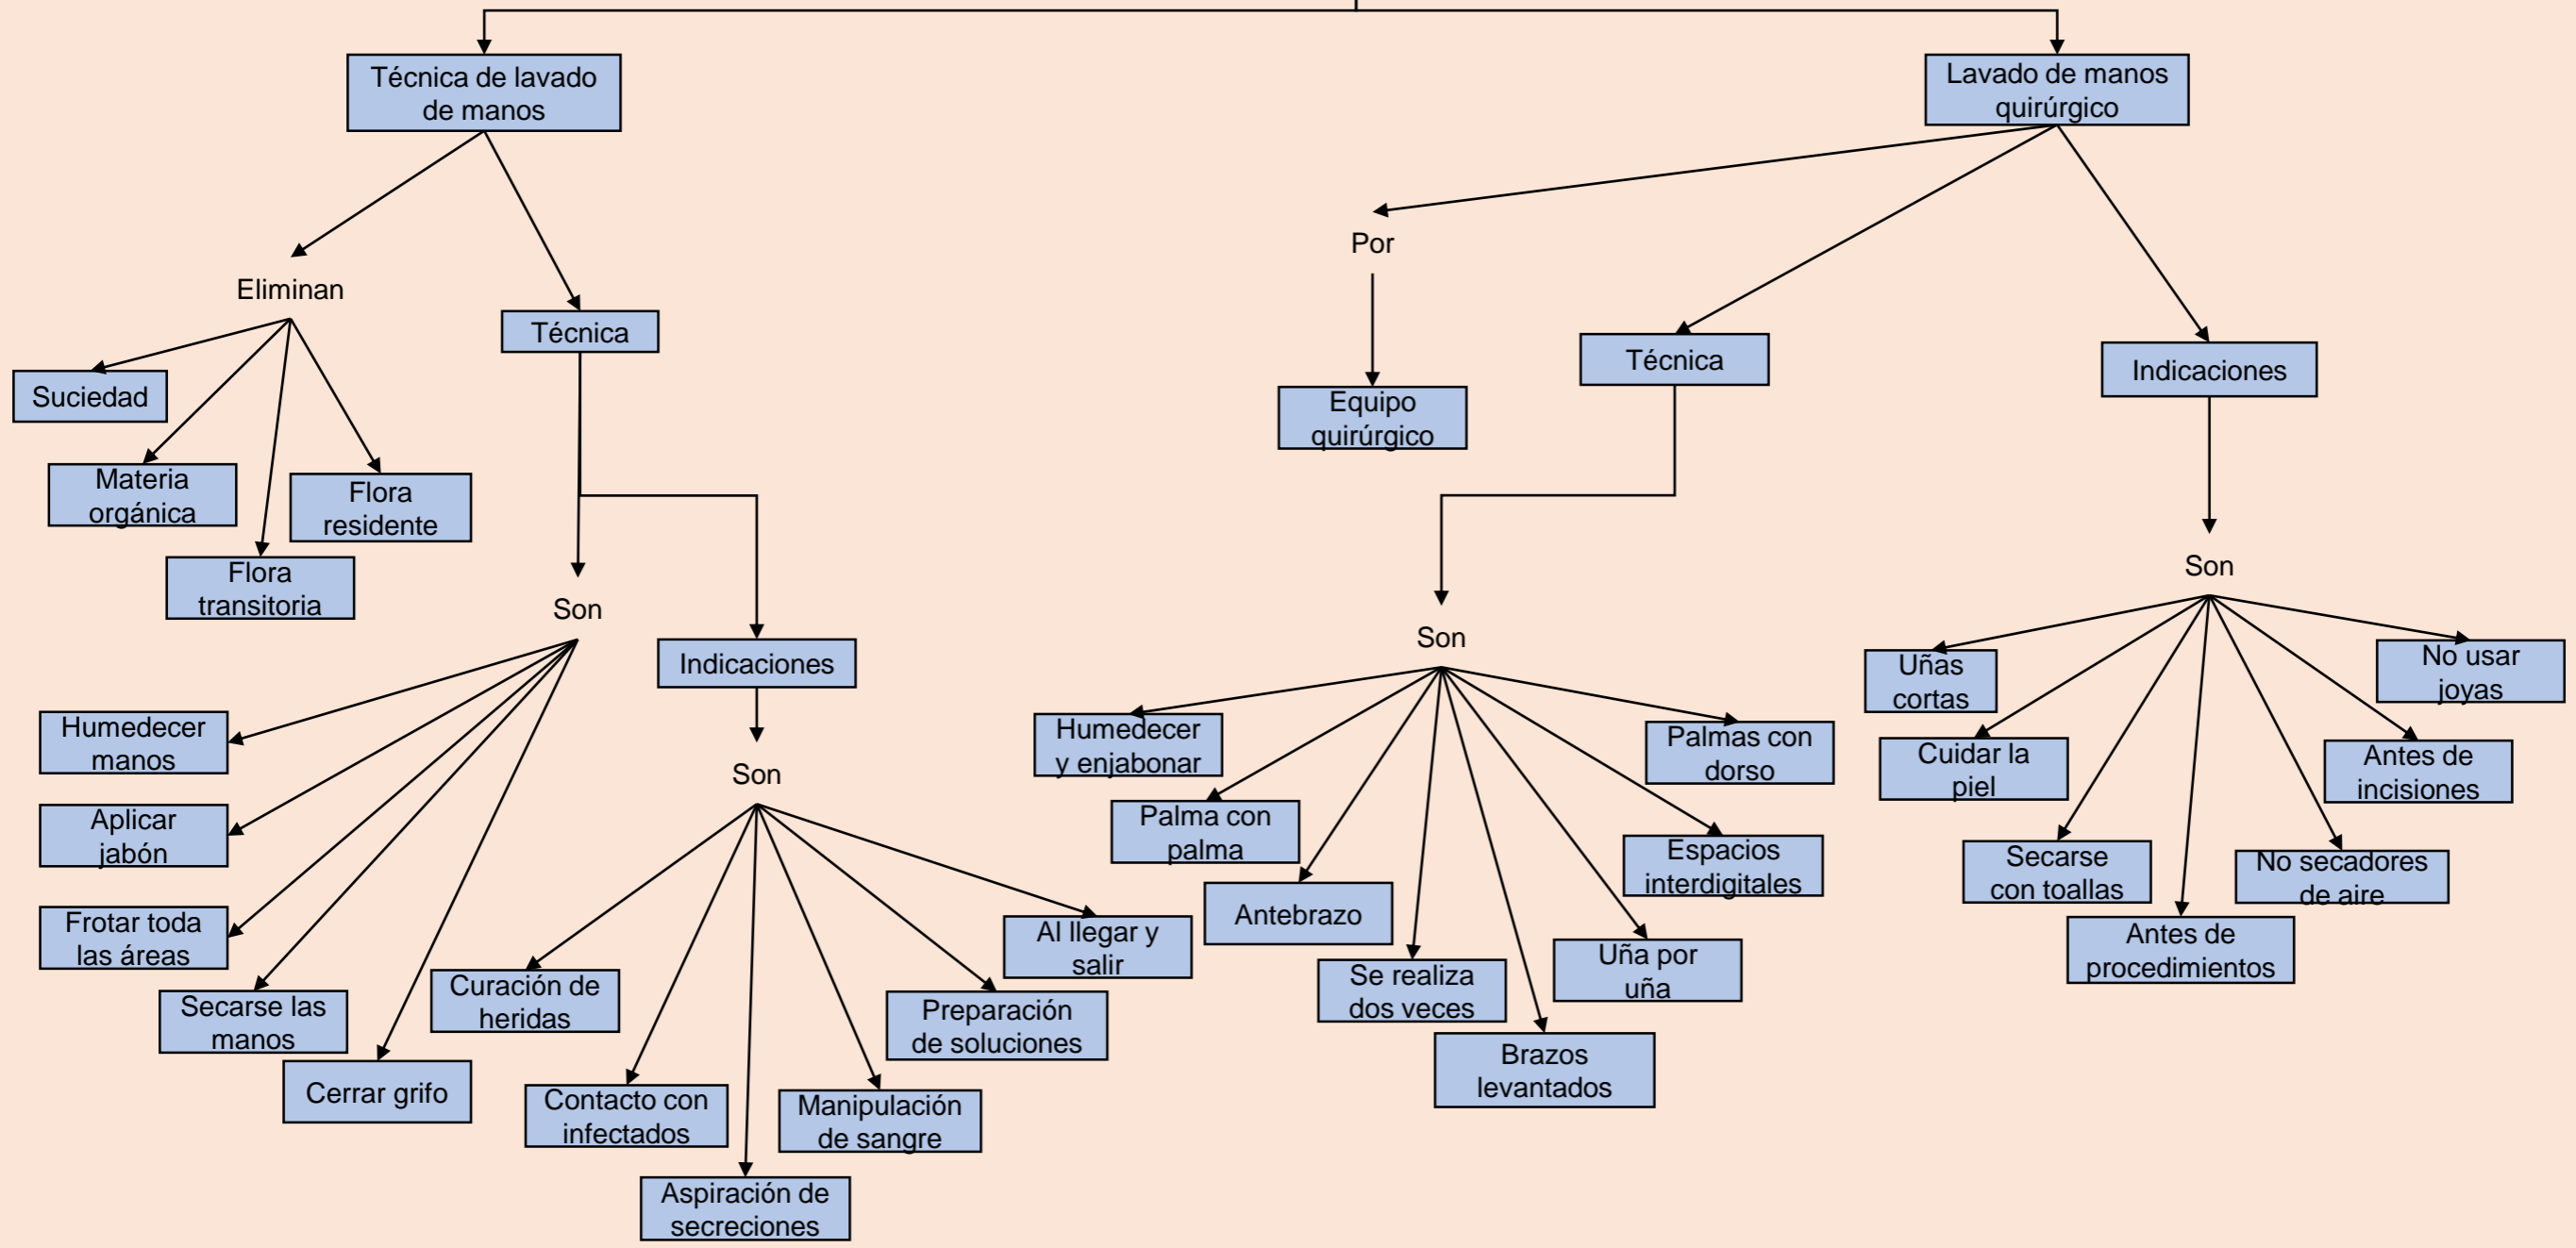 Técnica de lavado
de manos
Eliminan
Suciedad
Materia
orgánica
Flora
transitoria
Flora
residente
Técnica
Son
Humedecer
manos
Aplicar
jabón
Frotar toda
las áreas
Secarse las
manos
Cerrar grifo
Indicaciones
Son
Curación de
heridas
Contacto con
infectados
Aspiración de
secreciones
Manipulación
de sangre
Preparación
de soluciones
Al llegar y
salir
Lavado de manos
quirúrgico
Por
Equipo
quirúrgico
Técnica
Son
Humedecer
y enjabonar
Palma con
palma
Antebrazo
Se realiza
dos veces
Brazos
levantados
Uña por
uña
Espacios
interdigitales
Palmas con
dorso
Indicaciones
Son
Uñas
cortas
Cuidar la
piel
Secarse
con toallas
Antes de
procedimientos
No secadores
de aire
Antes de
incisiones
No usar
joyas